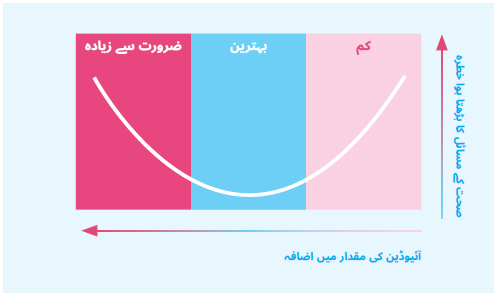 کم
بہترین
ضرورت سے زیادہ
صحت کے مسائل کا بڑھتا ہوا خطرہ
آئیوڈین کی مقدار میں اضافہ